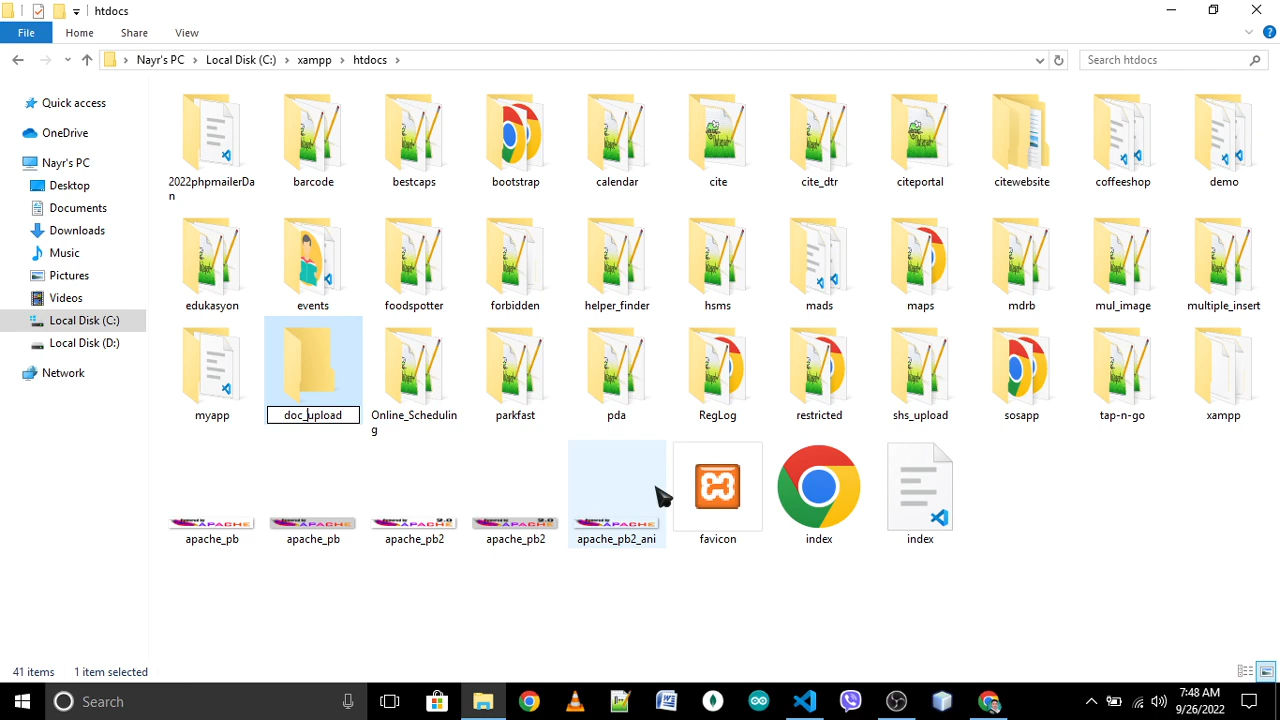 htdocs
File
Home
Share
View
Nayr's PC
Local Disk (C:)
xampp
htdocs
Search htdocs
Quick access
OneDrive
Nayr's PC
Desktop
Documents
Downloads
Music
Pictures
Videos
Local Disk (C:)
Local Disk (D:)
Network
2022phpmailerDa
n
barcode
bestcaps
bootstrap
calendar
cite
cite_dtr
citeportal
citewebsite
coffeeshop
demo
edukasyon
events
foodspotter
forbidden
helper_finder
hsms
mads
maps
mdrb
mul_image
multiple_insert
myapp
doc_upload
Online_Schedulin
g
parkfast
pda
RegLog
restricted
shs_upload
sosapp
tap-n-go
xampp
apache_pb
apache_pb
apache_pb2
apache_pb2
apache_pb2_ani
favicon
index
index
41 items
1 item selected
Search
7:48 AM
9/26/2022